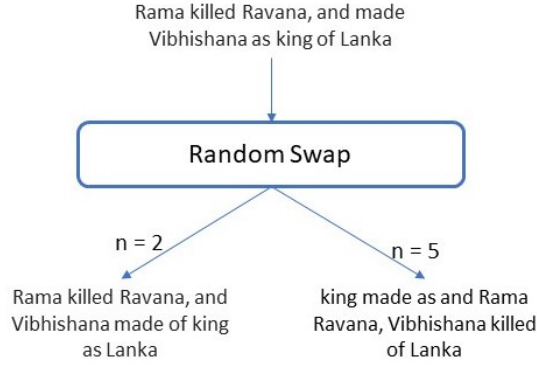 Rama killed Ravana, and made
Vibhishana as king of Lanka
Random Swap
n = 2
n = 5
Rama killed Ravana, and
Vibhishana made of king
as Lanka
king made as and Rama
Ravana, Vibhishana killed
of Lanka